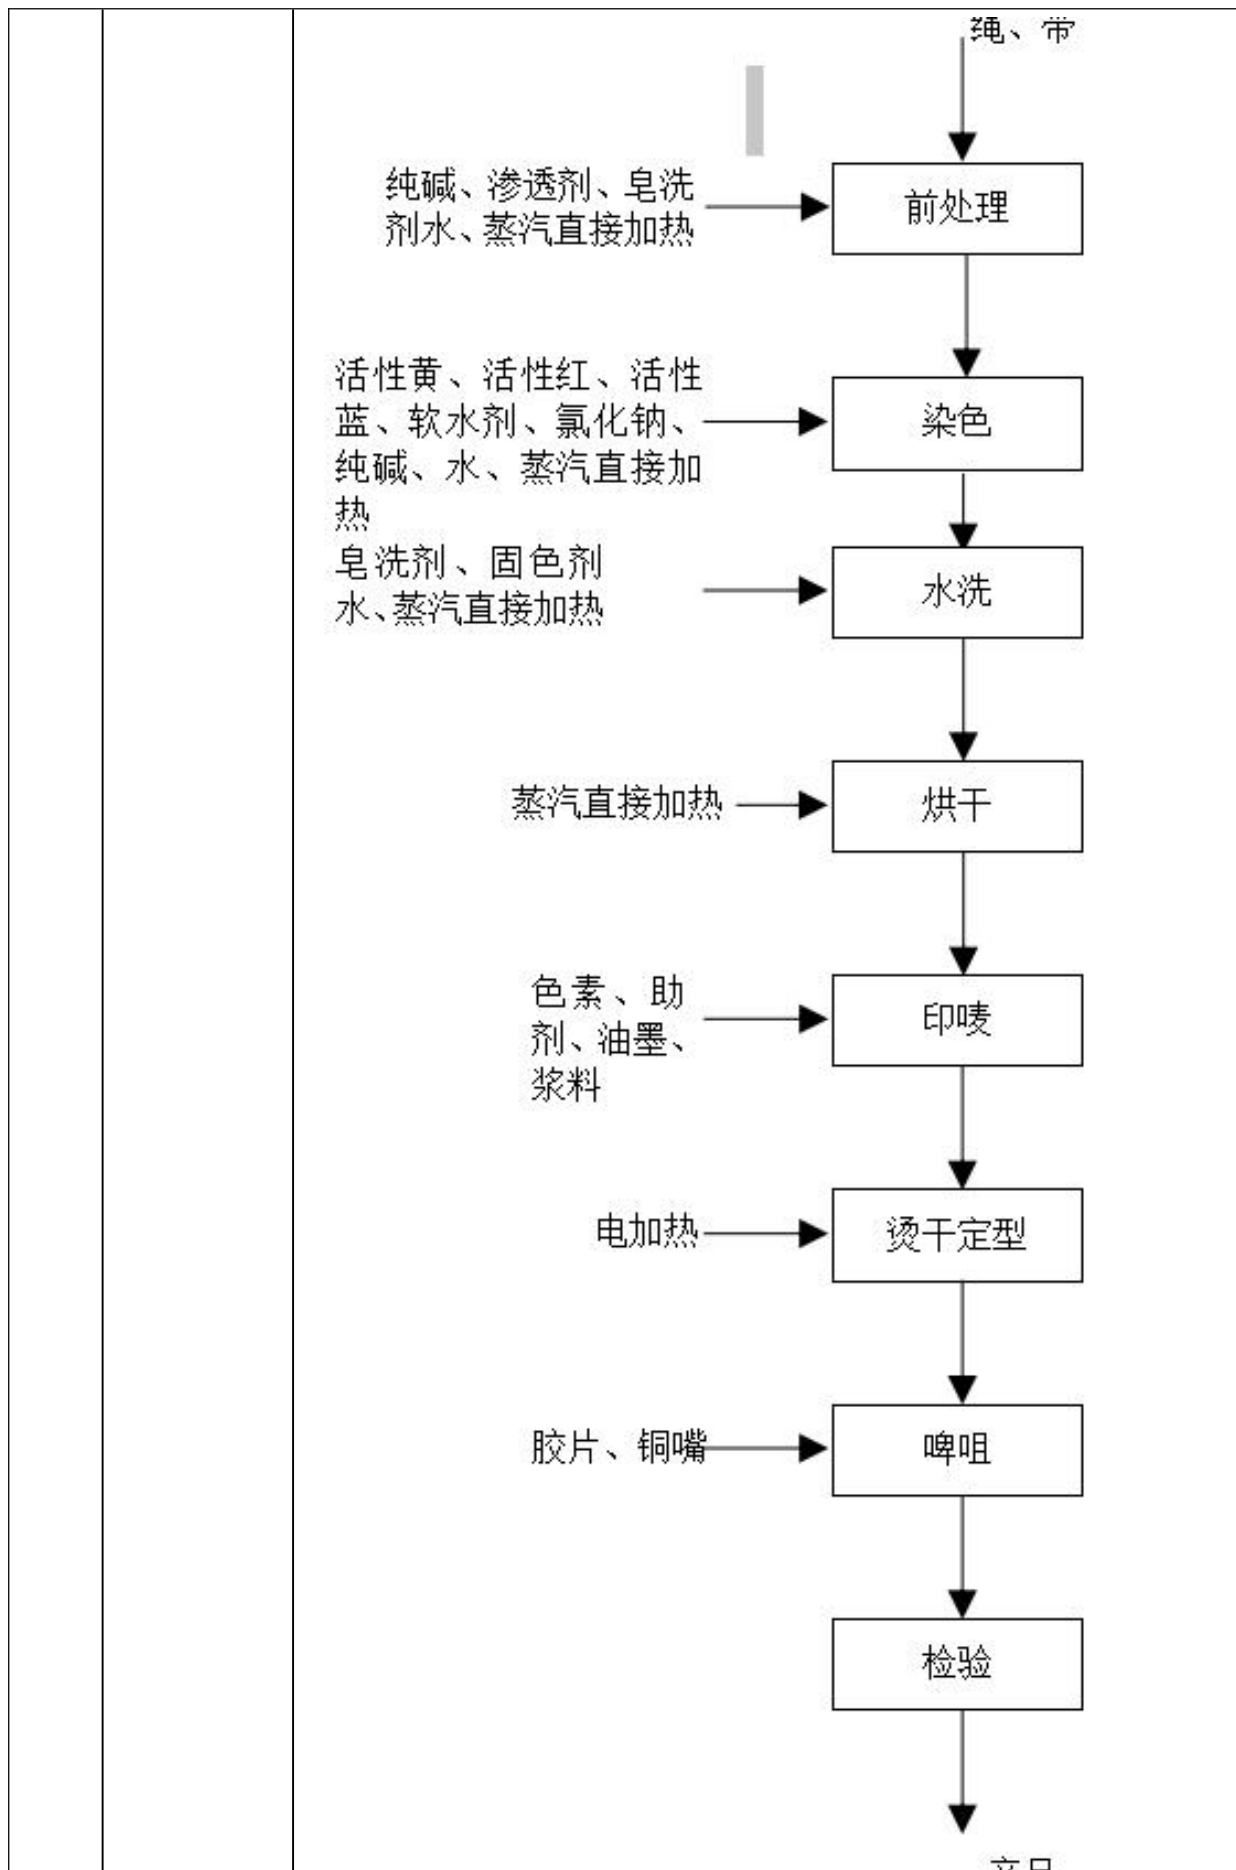 绳、带
纯碱、渗透剂、皂洗
剂水、蒸汽直接加热
前处理
活性黄、活性红、活性
蓝、软水剂、氯化钠、
纯碱、水、蒸汽直接加
热
染色
皂洗剂、固色剂
水、蒸汽直接加热
水洗
蒸汽直接加热
烘干
色素、助
剂、油墨、
浆料
印唛
电加热
烫干定型
胶片、铜嘴
啤咀
检验
产品